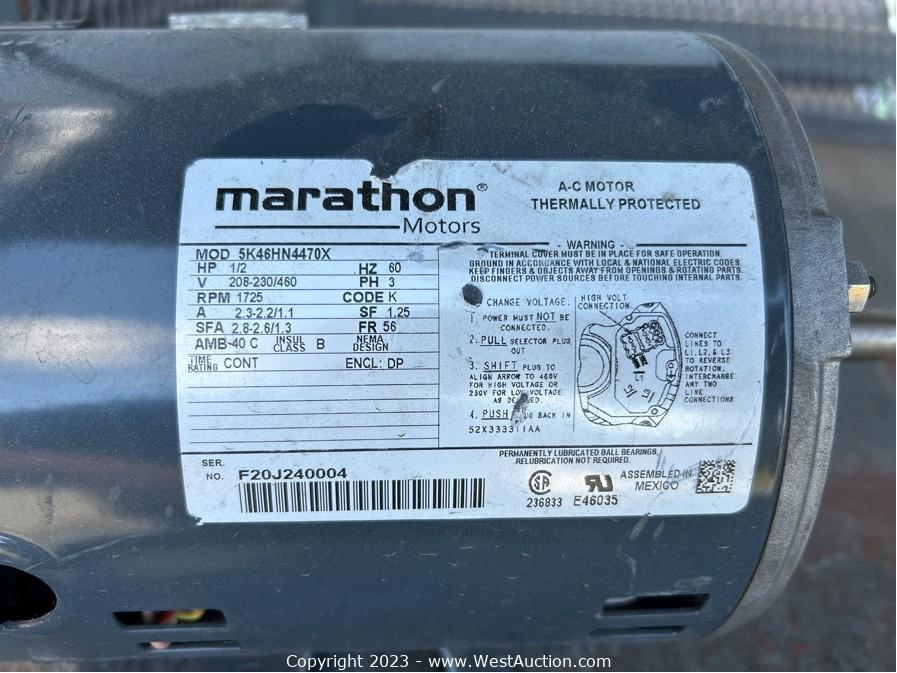 marathon®
Motors
A-C MOTOR
THERMALLY PROTECTED
MOD 5K46HN4470X
HP 1/2 HZ 60
V 208-230/460 PH 3
RPM 1725 CODE K
A 2.3-2.2/1.1 SF 1.25
SFA 2.8-2.6/1.3 FR 56
AMB-40 C INSUL CLASS B NEMA DESIGN
TIME RATING CONT ENCL: DP
- WARNING -
TERMINAL COVER MUST BE IN PLACE FOR SAFE OPERATION.
GROUND IN ACCORDANCE WITH LOCAL & NATIONAL ELECTRIC CODES.
KEEP FINGERS & OBJECTS AWAY FROM OPENINGS & ROTATING PARTS.
DISCONNECT POWER SOURCES BEFORE TOUCHING INTERNAL PARTS.
CHANGE VOLTAGE:
1. POWER MUST NOT BE
CONNECTED.
2. PULL SELECTOR PLUG
OUT
3. SHIFT PLUG TO
ALIGN ARROW TO 460V
FOR HIGH VOLTAGE OR
230V FOR LOW VOLTAGE
AS
4. PUSH BACK IN
52X333311AA
HIGH VOLT
CONNECTION
L1
CONNECT
LINES TO
L1, L2, & L3
TO REVERSE
ROTATION,
INTERCHANGE
ANY TWO
LINE
CONNECTIONS
PERMANENTLY LUBRICATED BALL BEARINGS,
RELUBRICATION NOT REQUIRED.
SER.
NO. F20J240004
236833 E46035
ASSEMBLED IN
MEXICO
Copyright 2023 - www.WestAuction.com